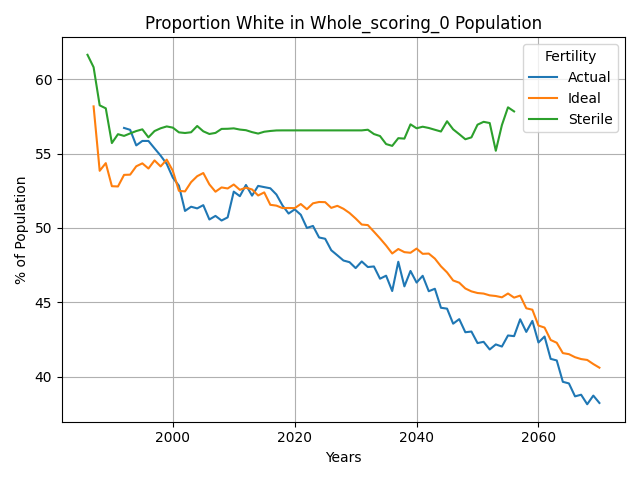 Proportion White in Whole_scoring_0 Population
Fertility
Actual
Ideal
Sterile
% of Population
60
55
50
45
40
2000
2020
2040
2060
Years